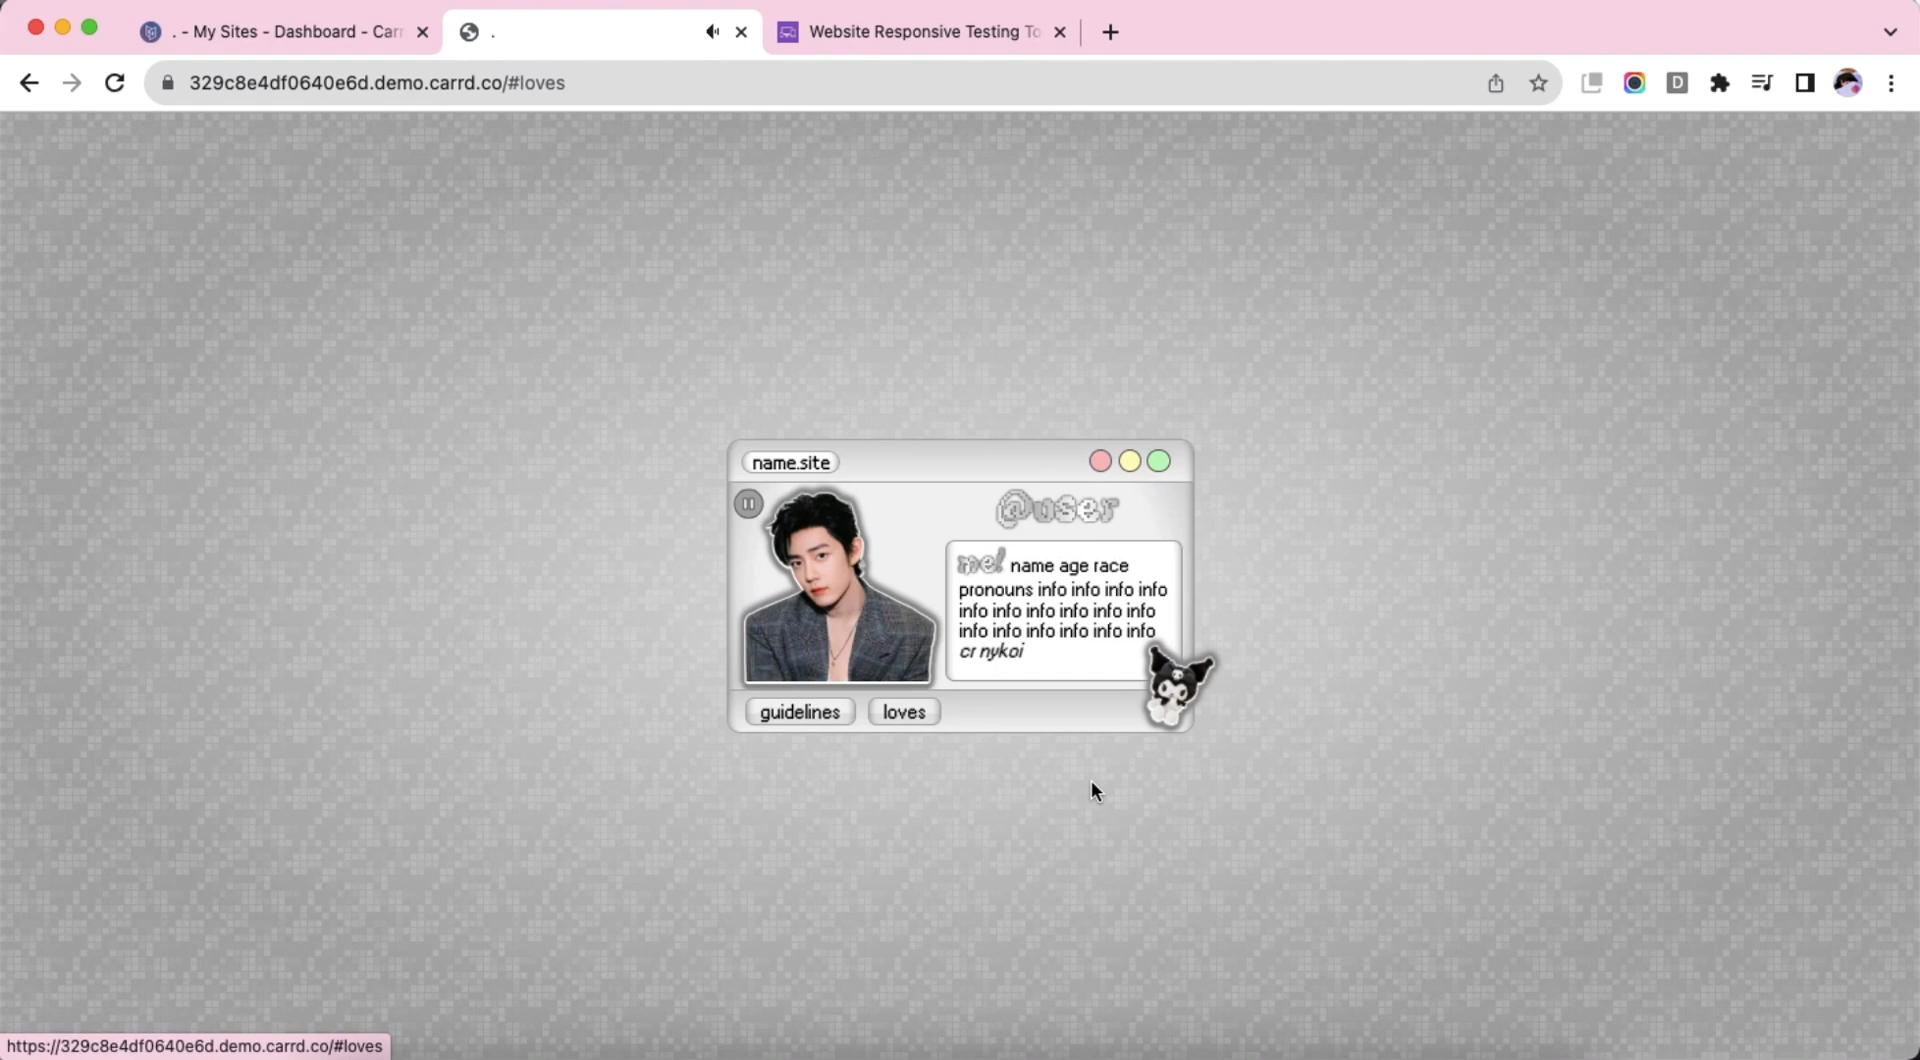 . - My Sites - Dashboard - Carr
.
Website Responsive Testing To
329c8e4df0640e6d.demo.carrd.co/#loves
D
name.site
@user
me! name age race
pronouns info info info info
info info info info info info
info info info info info info
cr nykoi
guidelines
loves
https://329c8e4df0640e6d.demo.carrd.co/#loves